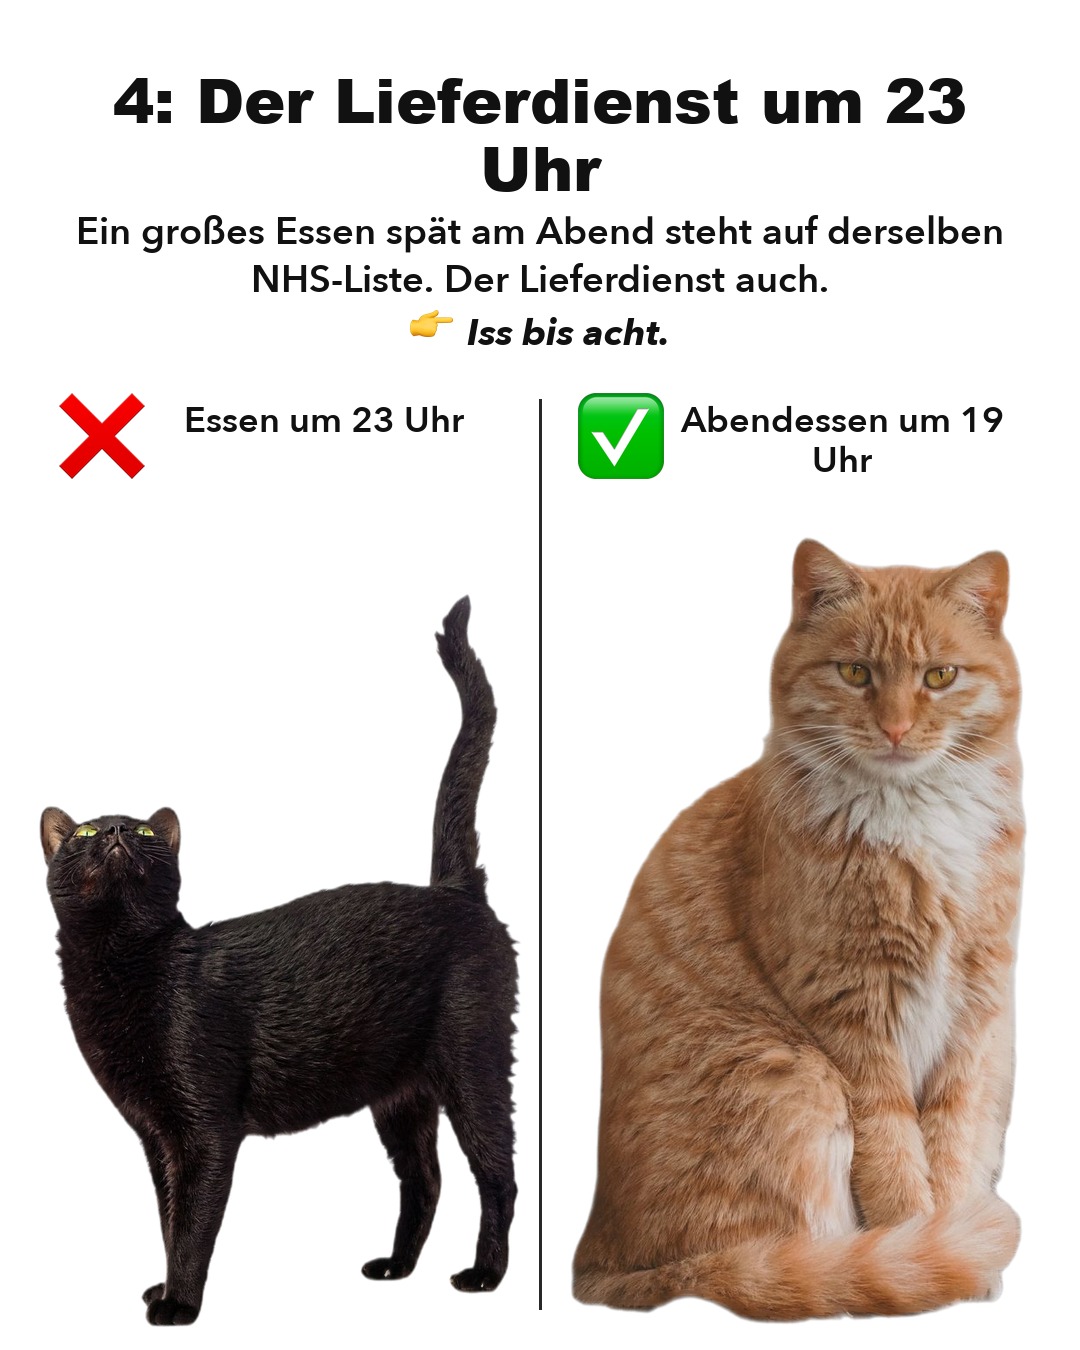 4: Der Lieferdienst um 23
Uhr
Ein großes Essen spät am Abend steht auf derselben
NHS-Liste. Der Lieferdienst auch.
👉 Iss bis acht.
❌ Essen um 23 Uhr
✅ Abendessen um 19
Uhr